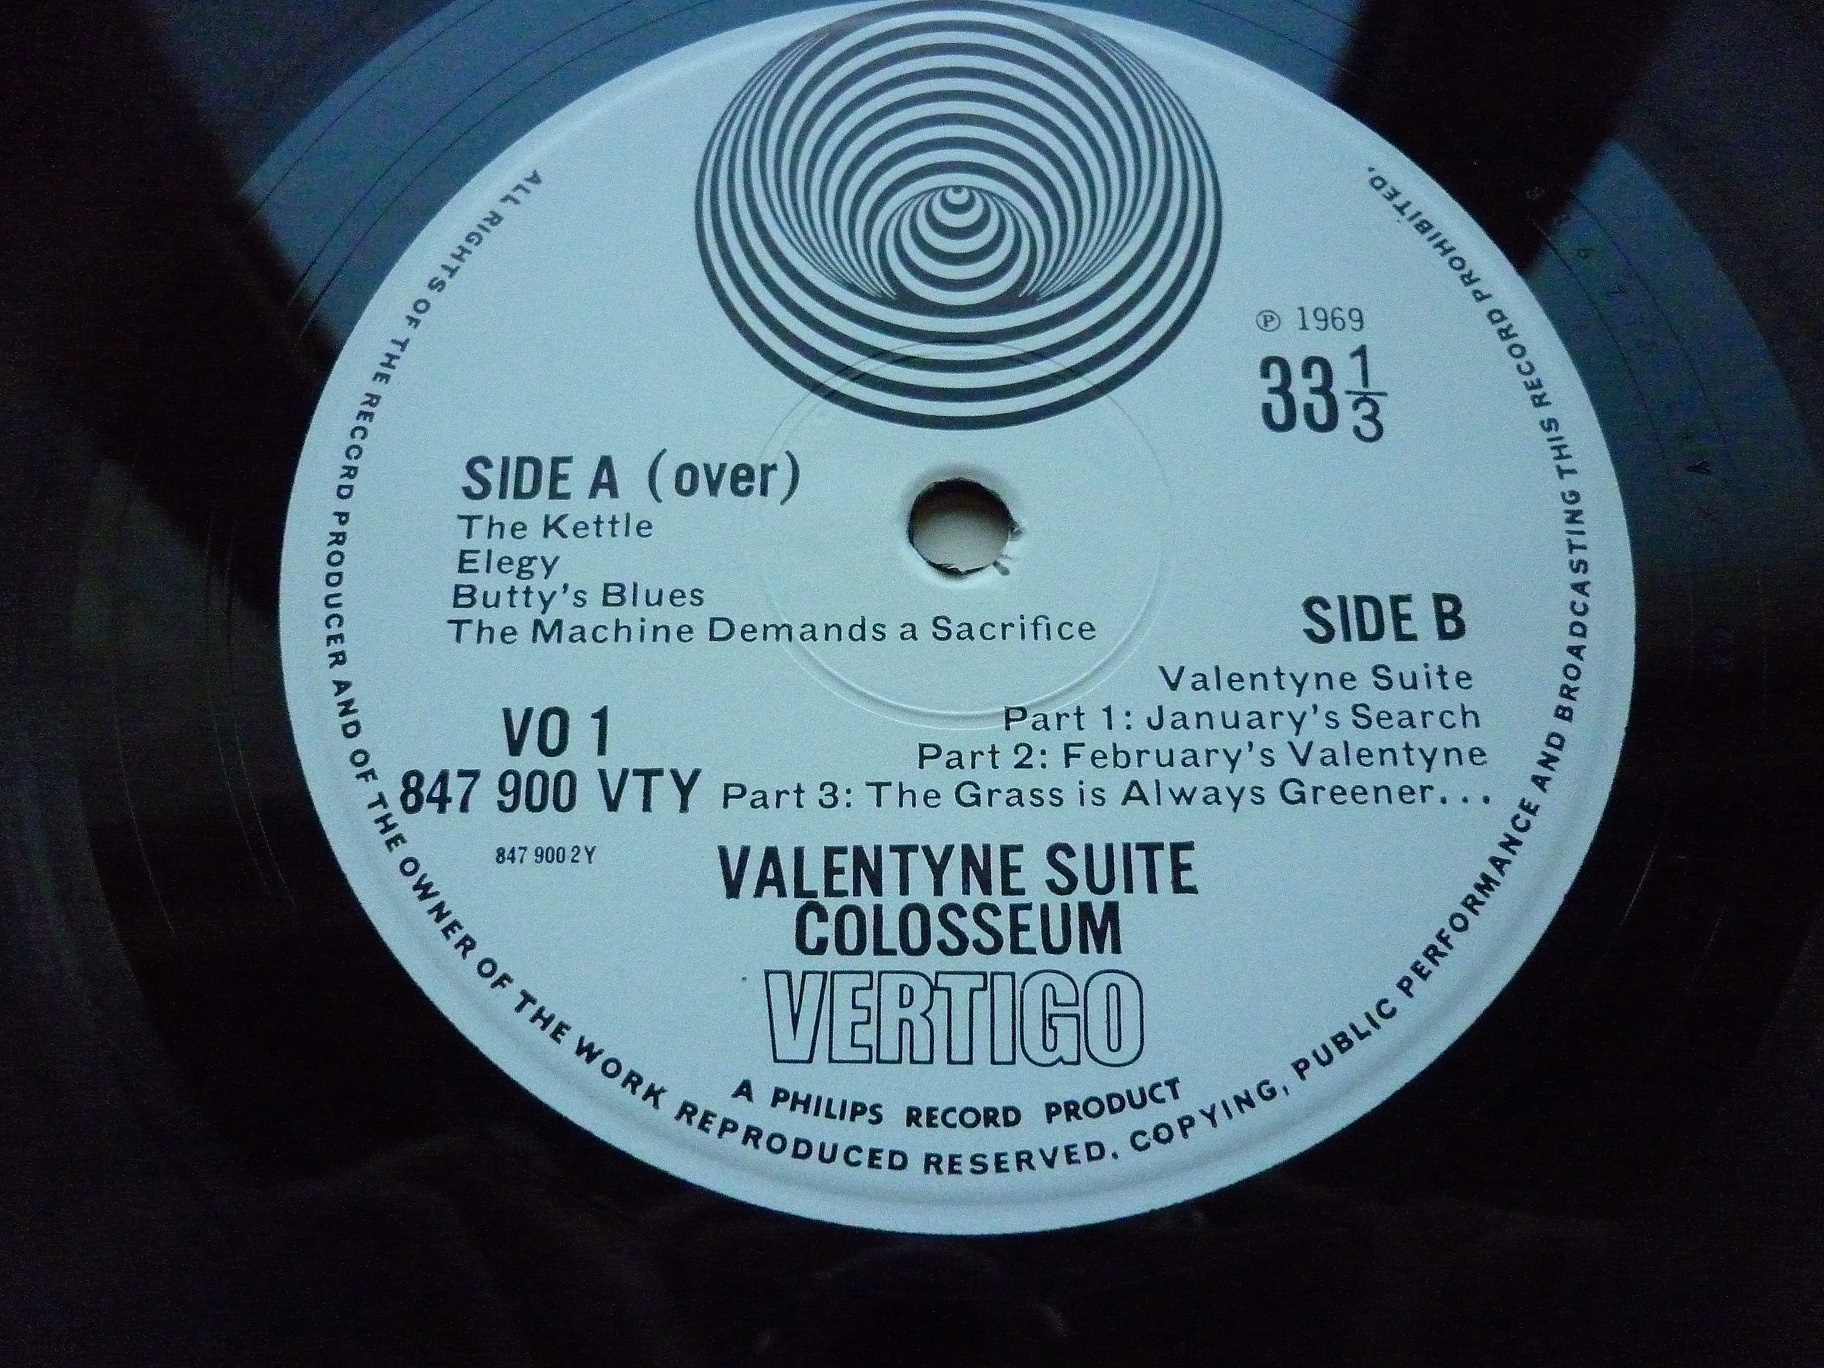 ALL RIGHTS OF THE RECORD PRODUCER AND OF THE OWNER OF THE WORK REPRODUCED RESERVED. COPYING, PUBLIC PERFORMANCE AND BROADCASTING THIS RECORD PROHIBITED.
℗ 1969
33 1/3
SIDE A (over)
The Kettle
Elegy
Butty's Blues
The Machine Demands a Sacrifice
SIDE B
Valentyne Suite
Part 1: January's Search
Part 2: February's Valentyne
Part 3: The Grass is Always Greener...
VO 1
847 900 VTY
847 900 2Y
VALENTYNE SUITE
COLOSSEUM
VERTIGO
A PHILIPS RECORD PRODUCT